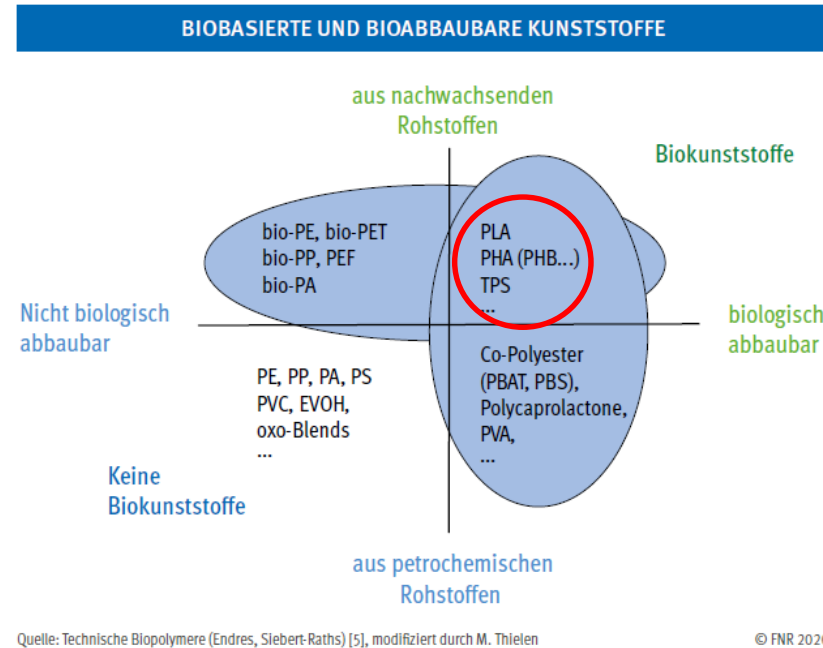 BIOBASIERTE UND BIOABBAUBARE KUNSTSTOFFE
aus nachwachsenden
Rohstoffen
Biokunststoffe
bio-PE, bio-PET
bio-PP, PEF
bio-PA
PLA
PHA (PHB...)
TPS
...
Nicht biologisch
abbaubar
biologisch
abbaubar
PE, PP, PA, PS
PVC, EVOH,
oxo-Blends
...
Co-Polyester
(PBAT, PBS),
Polycaprolactone,
PVA,
...
Keine
Biokunststoffe
aus petrochemischen
Rohstoffen
Quelle: Technische Biopolymere (Endres, Siebert-Raths) [5], modifiziert durch M. Thielen
© FNR 2020